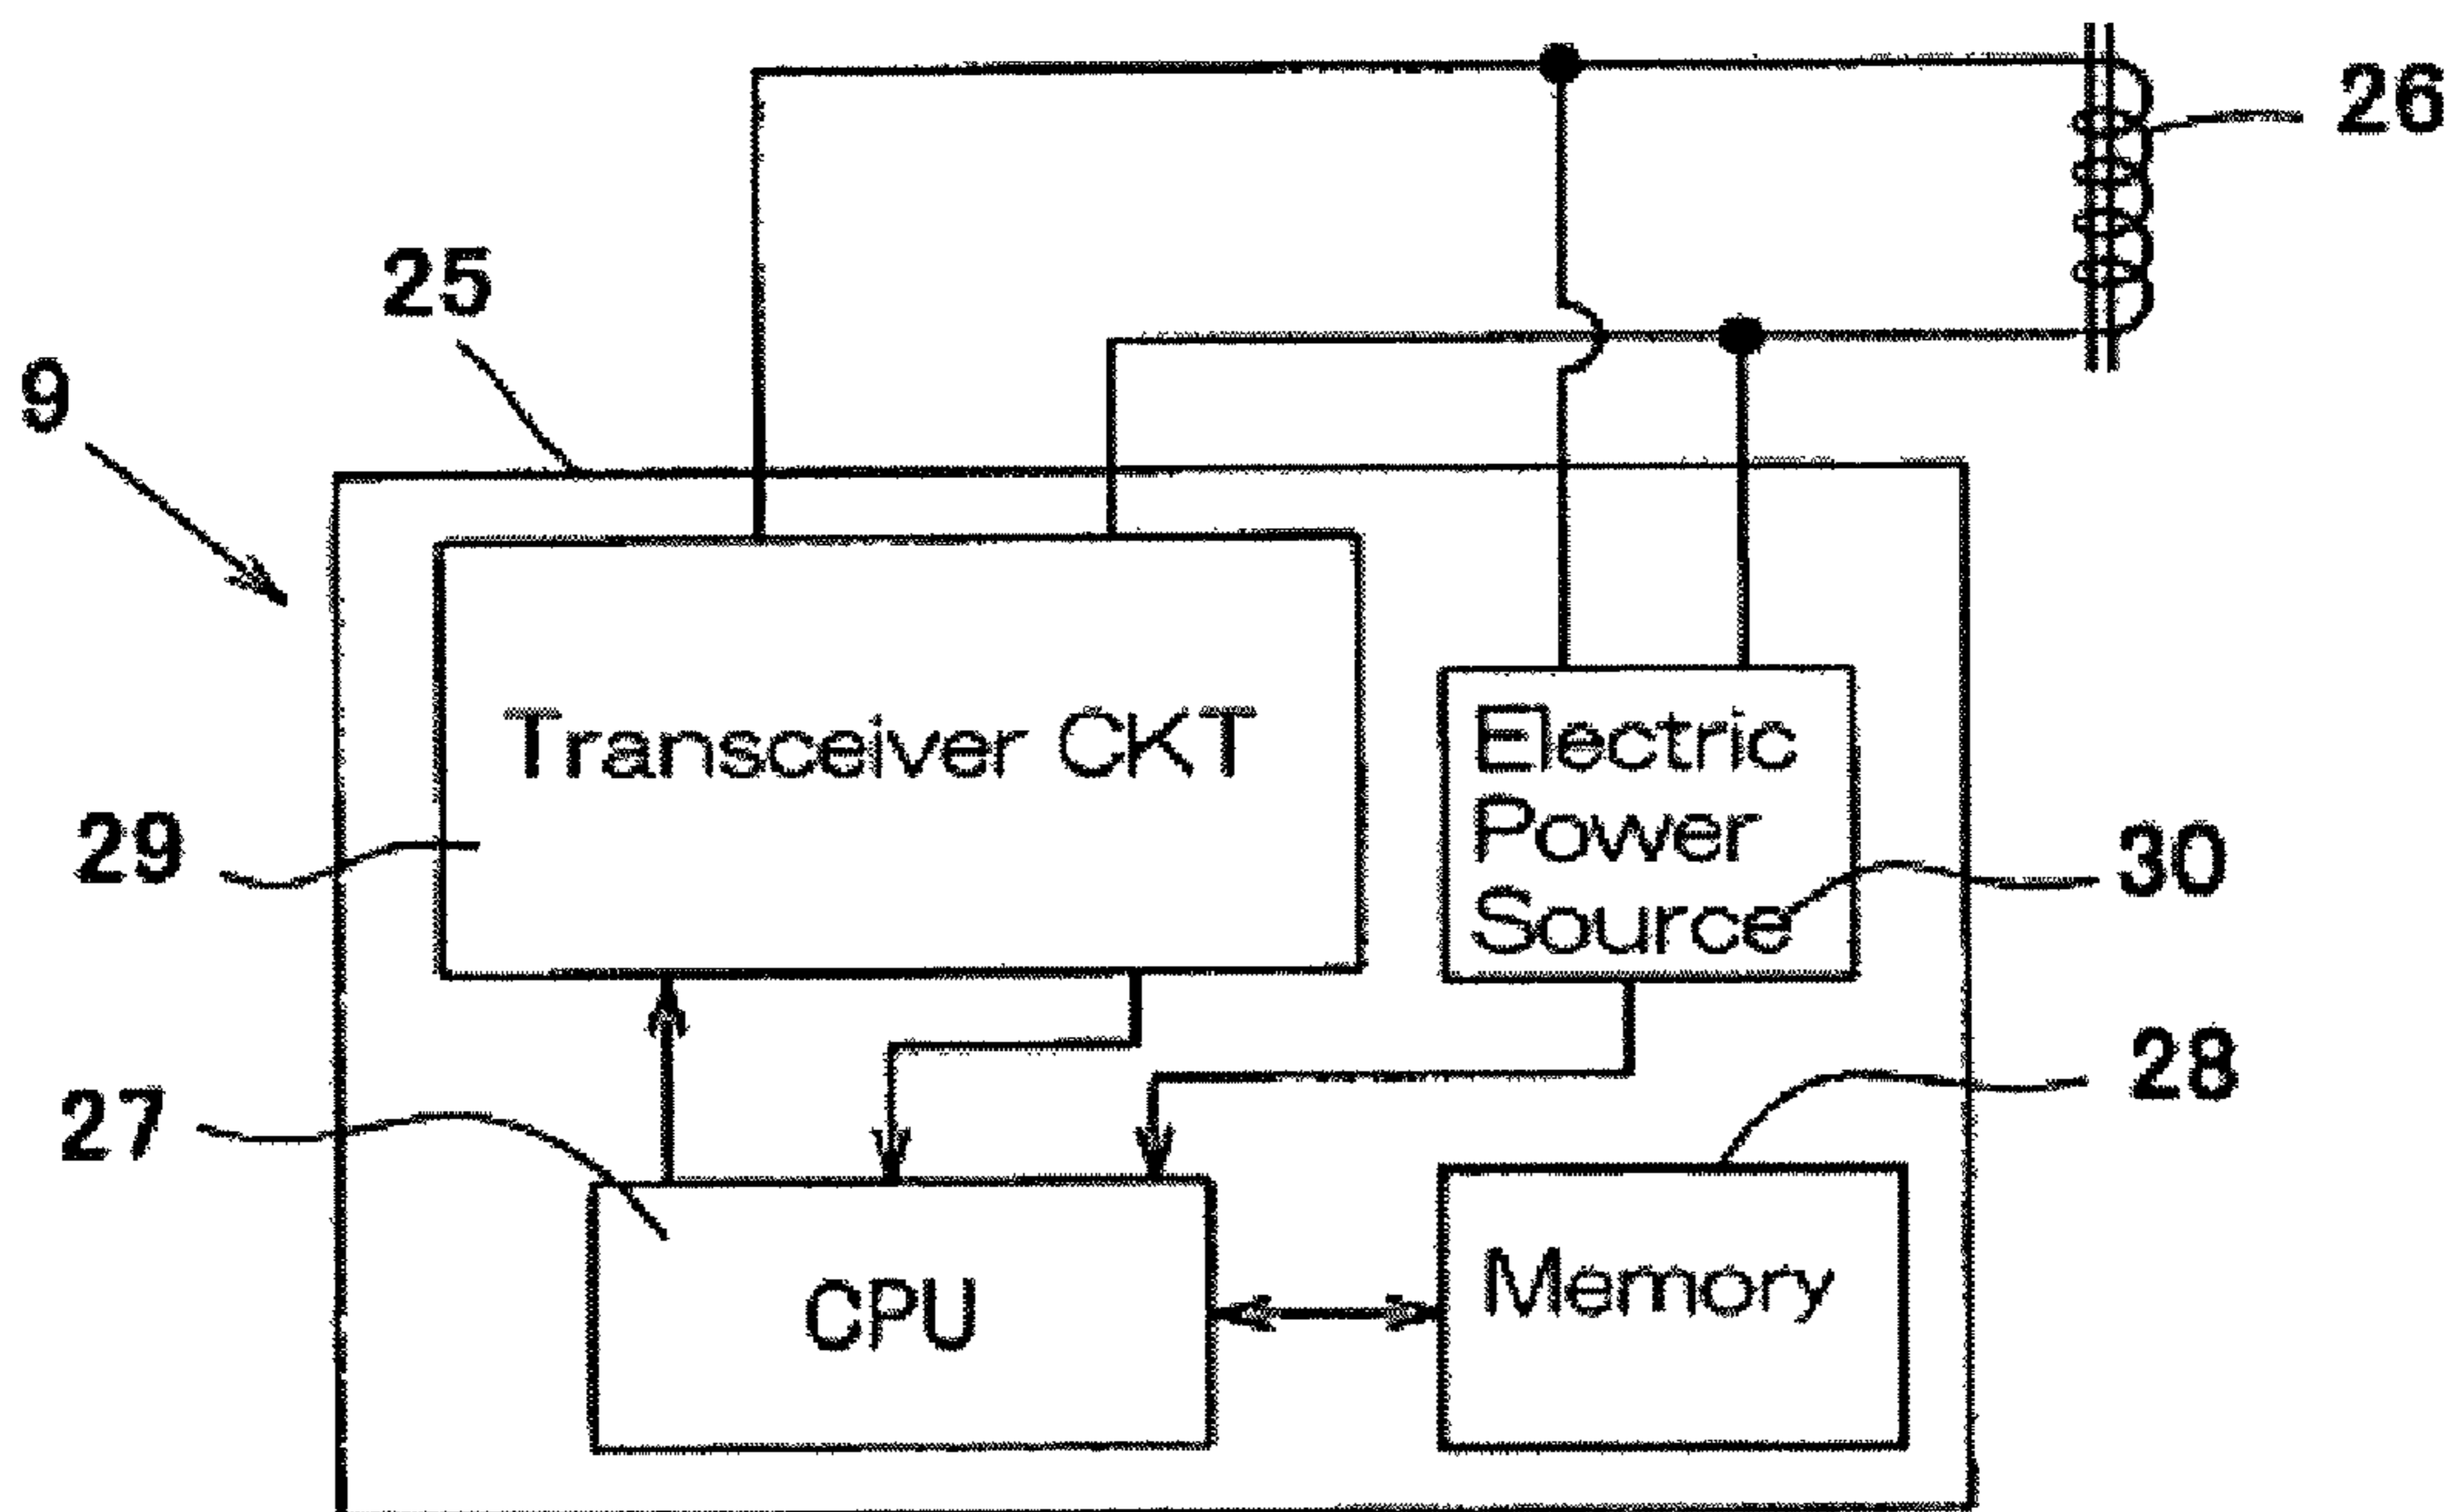 26
25
9
Transceiver CKT
Electric
Power
Source
29
30
28
27
CPU
Memory